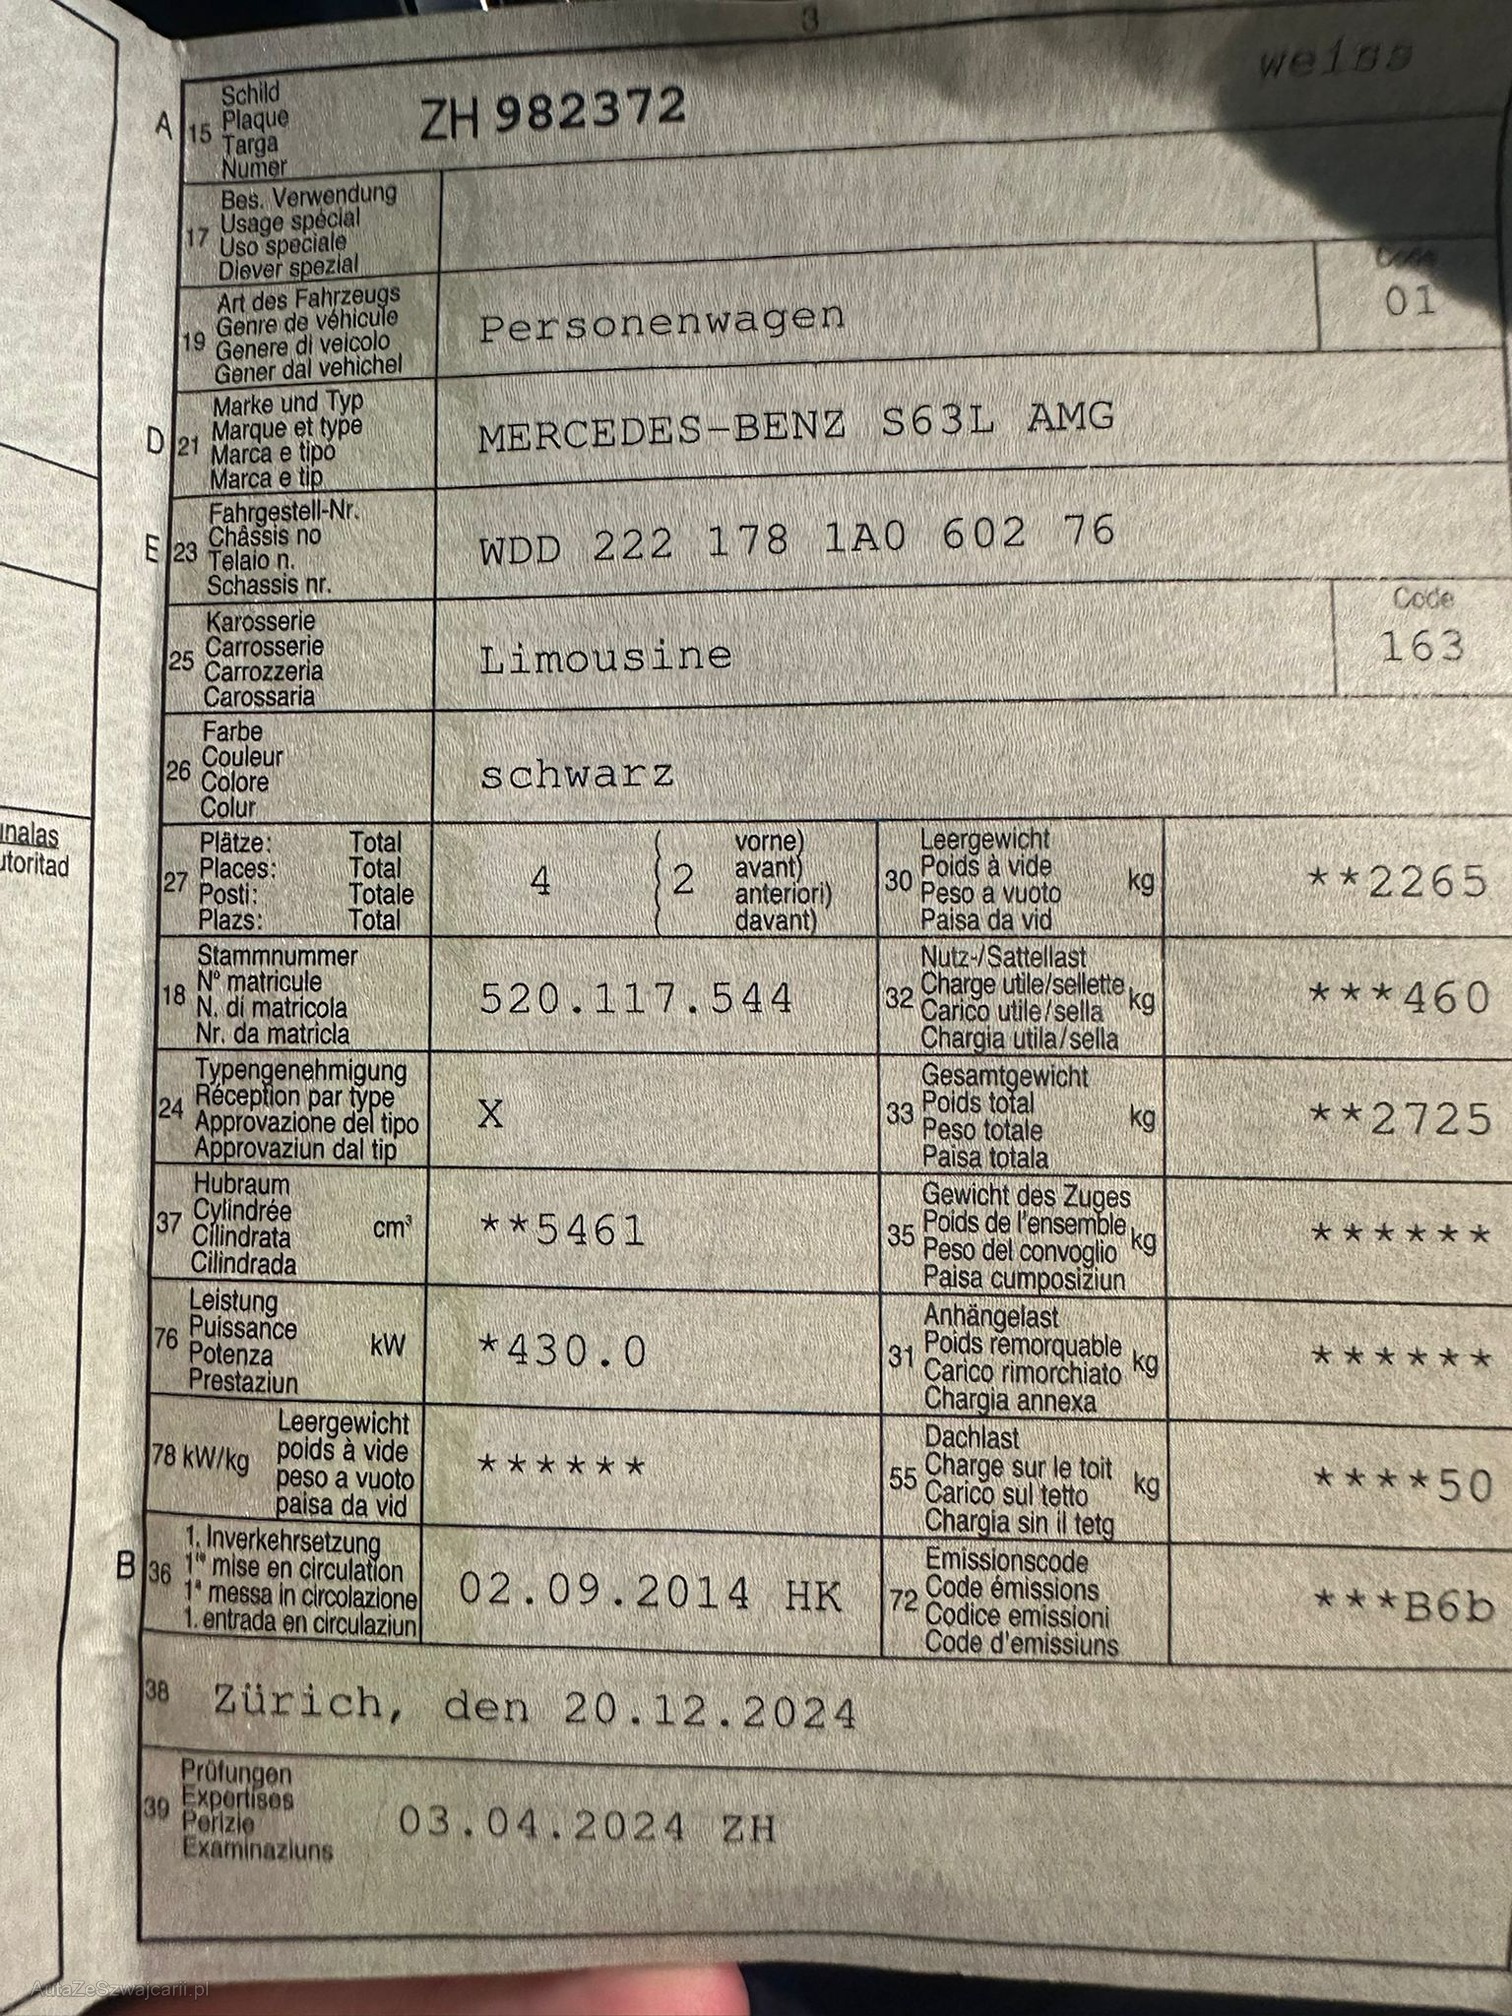 3
weiss
A 15 Schild
Plaque
Targa
Numer
ZH 982372
17 Bes. Verwendung
Usage spécial
Uso speciale
Diever spezial
19 Art des Fahrzeugs
Genre de véhicule
Genere di veicolo
Gener dal vehichel
Personenwagen
Code
01
D 21 Marke und Typ
Marque et type
Marca e tipo
Marca e tip
MERCEDES-BENZ S63L AMG
E 23 Fahrgestell-Nr.
Châssis no
Telaio n.
Schassis nr.
WDD 222 178 1A0 602 76
25 Karosserie
Carrosserie
Carrozzeria
Carossaria
Limousine
Code
163
26 Farbe
Couleur
Colore
Colur
schwarz
27 Plätze: Total
Places: Total
Posti: Totale
Plazs: Total
4 ( 2 vorne)
avant)
anteriori)
davant)
30 Leergewicht
Poids à vide kg
Peso a vuoto
Paisa da vid
**2265
18 Stammnummer
N° matricule
N. di matricola
Nr. da matricla
520.117.544
32 Nutz-/Sattellast
Charge utile/sellette kg
Carico utile/sella
Chargia utila/sella
***460
24 Typengenehmigung
Réception par type
Approvazione del tipo
Approvaziun dal tip
X
33 Gesamtgewicht
Poids total kg
Peso totale
Paisa totala
**2725
37 Hubraum
Cylindrée cm³
Cilindrata
Cilindrada
**5461
35 Gewicht des Zuges
Poids de l'ensemble kg
Peso del convoglio
Paisa cumposiziun
******
76 Leistung
Puissance kW
Potenza
Prestaziun
*430.0
31 Anhängelast
Poids remorquable kg
Carico rimorchiato
Chargia annexa
******
78 kW/kg Leergewicht
poids à vide
peso a vuoto
paisa da vid
******
55 Dachlast
Charge sur le toit kg
Carico sul tetto
Chargia sin il tetg
****50
B 36 1. Inverkehrsetzung
1re mise en circulation
1a messa in circolazione
1. entrada en circulaziun
02.09.2014 HK
72 Emissionscode
Code émissions
Codice emissioni
Code d'emissiuns
***B6b
38 Zürich, den 20.12.2024
39 Prüfungen
Expertises
Perizie
Examinaziuns
03.04.2024 ZH
AutaZeSzwajcarii.pl